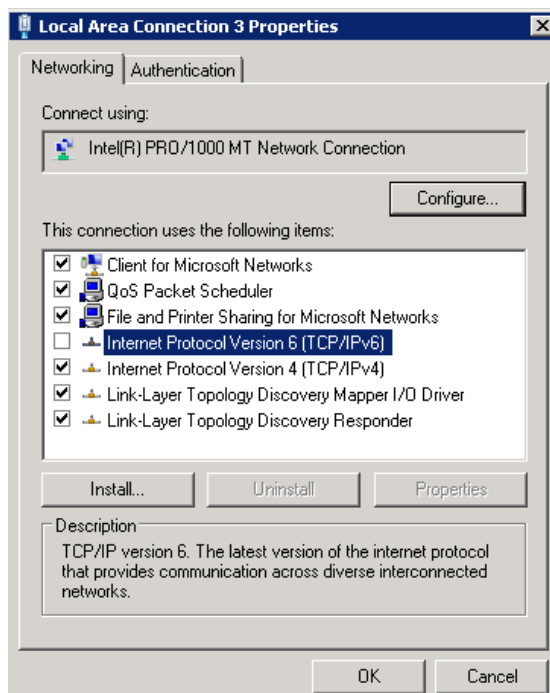 Local Area Connection 3 Properties
Networking
Authentication
Connect using:
Intel(R) PRO/1000 MT Network Connection
Configure...
This connection uses the following items:
Client for Microsoft Networks
QoS Packet Scheduler
File and Printer Sharing for Microsoft Networks
Internet Protocol Version 6 (TCP/IPv6)
Internet Protocol Version 4 (TCP/IPv4)
Link-Layer Topology Discovery Mapper I/O Driver
Link-Layer Topology Discovery Responder
Install...
Uninstall
Properties
Description
TCP/IP version 6. The latest version of the internet protocol
that provides communication across diverse interconnected
networks.
OK
Cancel